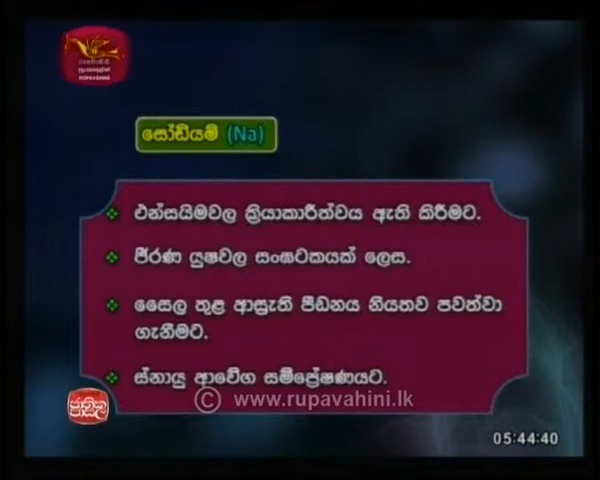 සෝඩියම් (Na)
එන්සයිමවල ක්‍රියාකාරීත්වය ඇති කිරීමට.
ජීරණ යුෂවල සංඝටකයක් ලෙස.
සෛල තුළ ආස්‍රැති පීඩනය නියතව පවත්වා
ගැනීමට.
ස්නායු ආවේග සම්ප්‍රේෂණයට.
© www.rupavahini.lk
ජාතික
පාසල
05:44:40